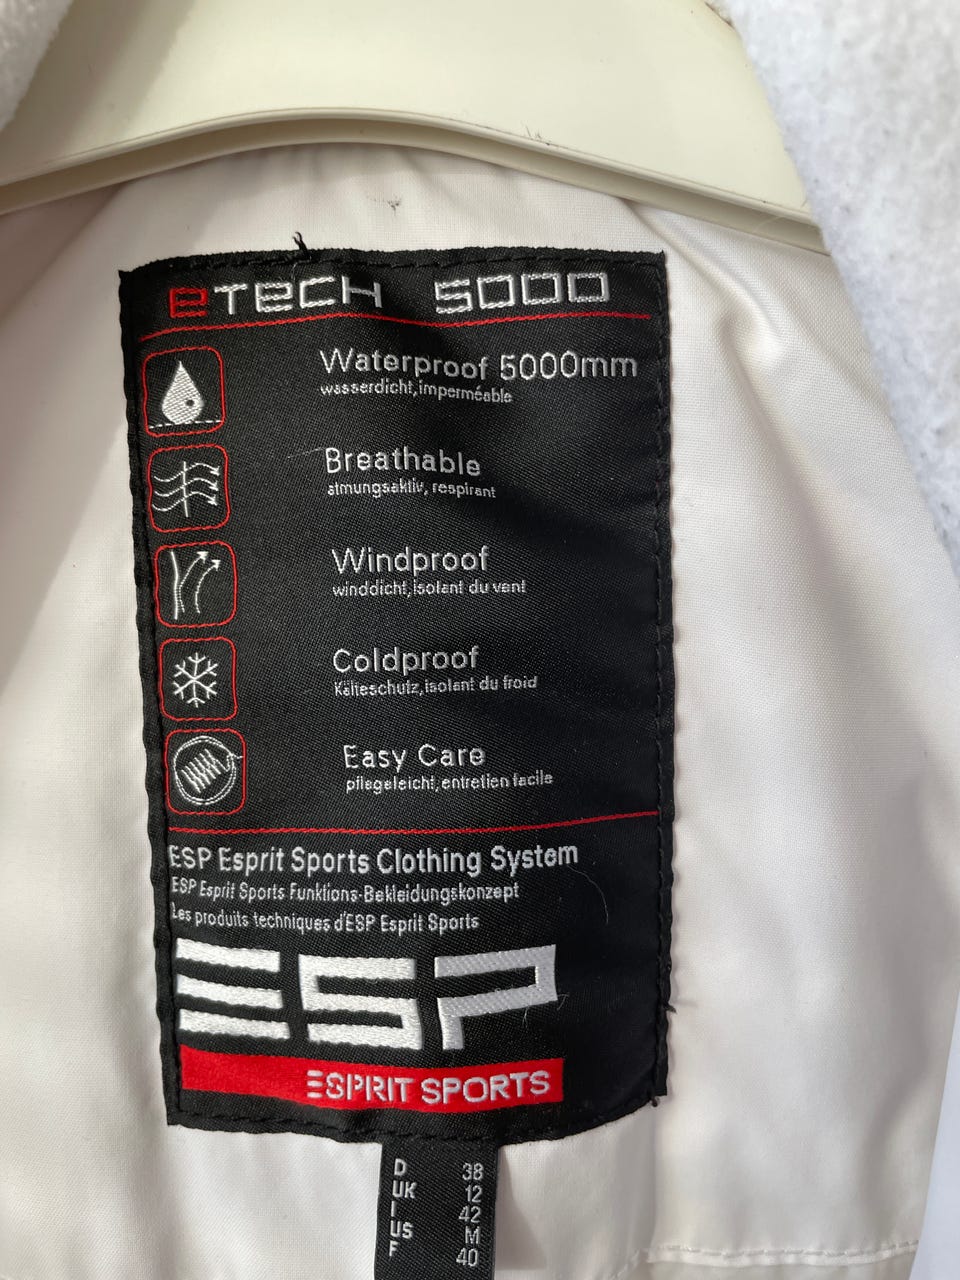 eTECH 5000
Waterproof 5000mm
wasserdicht, imperméable
Breathable
atmungsaktiv, respirant
Windproof
winddicht, isolant du vent
Coldproof
Kälteschutz, isolant du froid
Easy Care
pflegeleicht, entretien facile
ESP Esprit Sports Clothing System
ESP Esprit Sports Funktions-Bekleidungskonzept
Les produits techniques d'ESP Esprit Sports
ESP
ESPRIT SPORTS
D 38
UK 12
I 42
US M
F 40